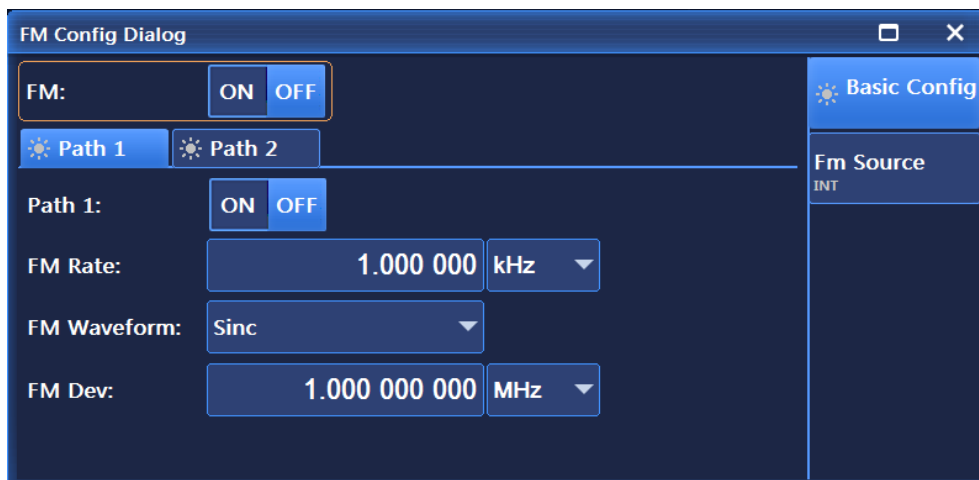 FM Config Dialog
FM: ON OFF
Path 1 Path 2
Path 1: ON OFF
FM Rate: 1.000 000 kHz
FM Waveform: Sinc
FM Dev: 1.000 000 000 MHz
Basic Config
Fm Source
INT